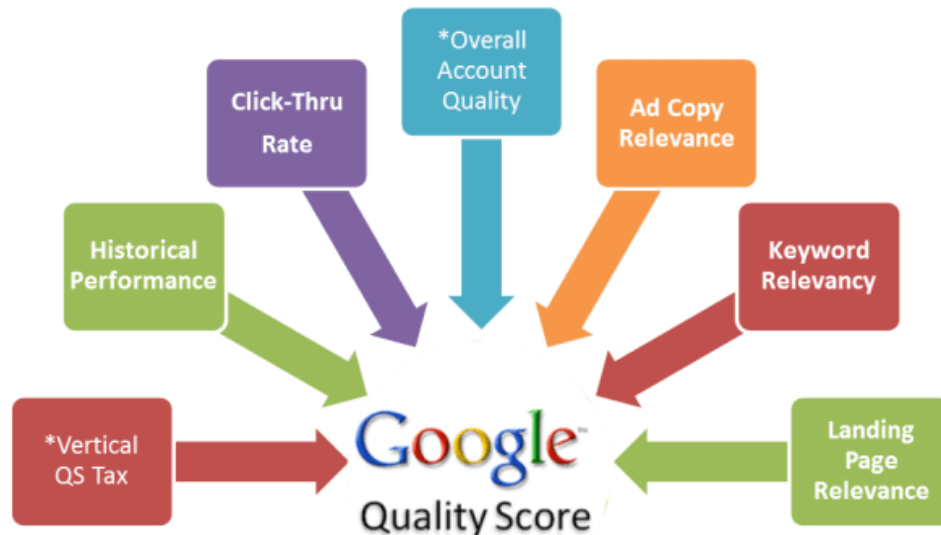 *Overall
Account
Quality
Click-Thru
Rate
Ad Copy
Relevance
Historical
Performance
Keyword
Relevancy
*Vertical
QS Tax
Landing
Page
Relevance
Google™
Quality Score